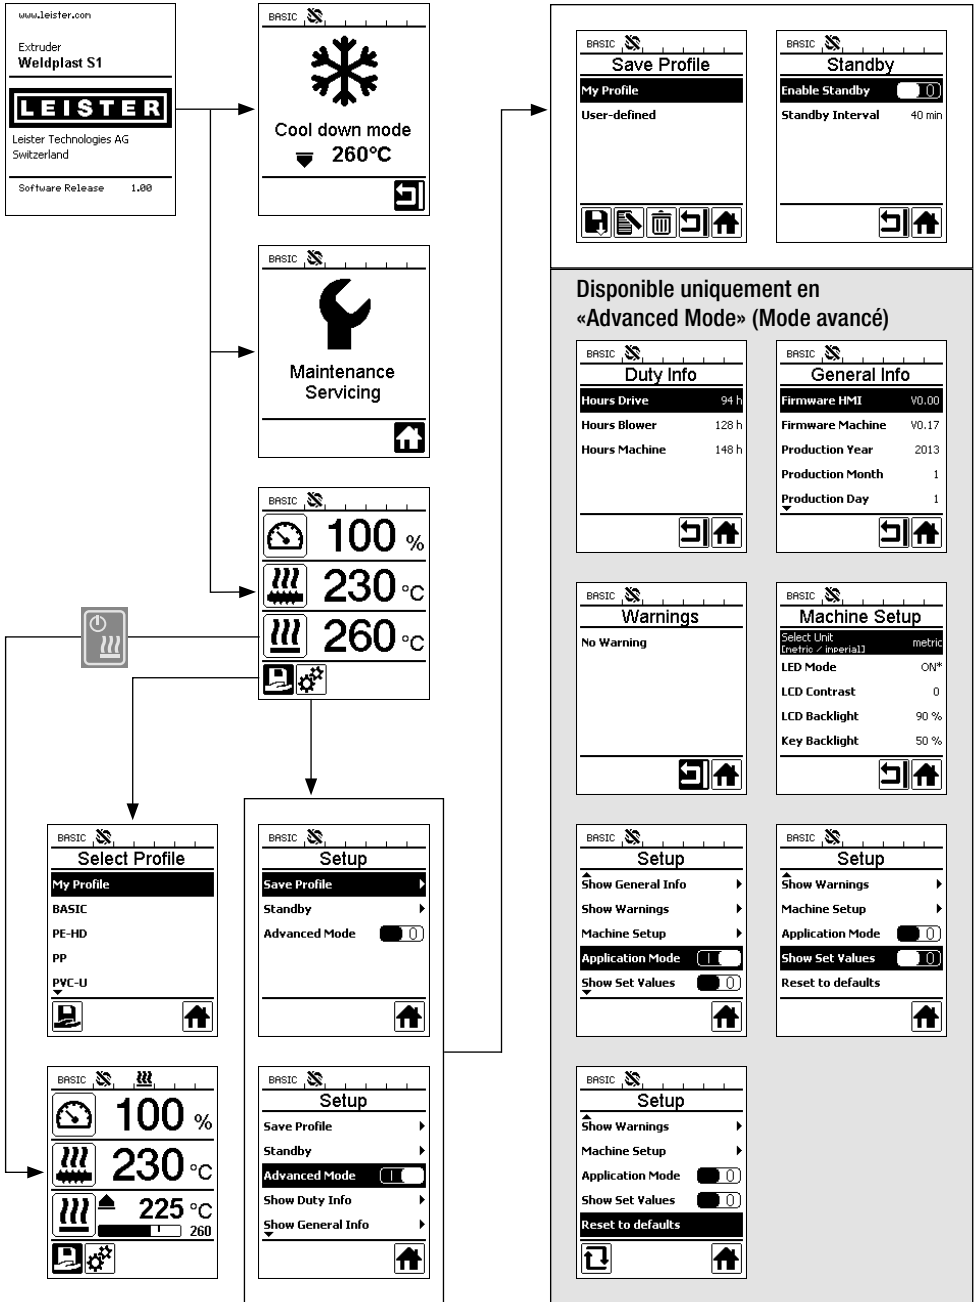 www.leister.com
Extruder
Weldplast S1
LEISTER
Leister Technologies AG
Switzerland
Software Release 1.00
BASIC
Cool down mode
260°C
BASIC
Maintenance
Servicing
BASIC
100 %
230 °C
260 °C
BASIC
Select Profile
My Profile
BASIC
PE-HD
PP
PVC-U
BASIC
100 %
230 °C
225 °C
260
BASIC
Setup
Save Profile
Standby
Advanced Mode 0
BASIC
Setup
Save Profile
Standby
Advanced Mode I
Show Duty Info
Show General Info
BASIC
Save Profile
My Profile
User-defined
BASIC
Standby
Enable Standby 0
Standby Interval 40 min
Disponible uniquement en
«Advanced Mode» (Mode avancé)
BASIC
Duty Info
Hours Drive 94 h
Hours Blower 128 h
Hours Machine 148 h
BASIC
General Info
Firmware HMI V0.00
Firmware Machine V0.17
Production Year 2013
Production Month 1
Production Day 1
BASIC
Warnings
No Warning
BASIC
Machine Setup
Select Unit metric
[metric / imperial]
LED Mode ON*
LCD Contrast 0
LCD Backlight 90 %
Key Backlight 50 %
BASIC
Setup
Show General Info
Show Warnings
Machine Setup
Application Mode I
Show Set Values 0
BASIC
Setup
Show Warnings
Machine Setup
Application Mode 0
Show Set Values 0
Reset to defaults
BASIC
Setup
Show Warnings
Machine Setup
Application Mode 0
Show Set Values 0
Reset to defaults